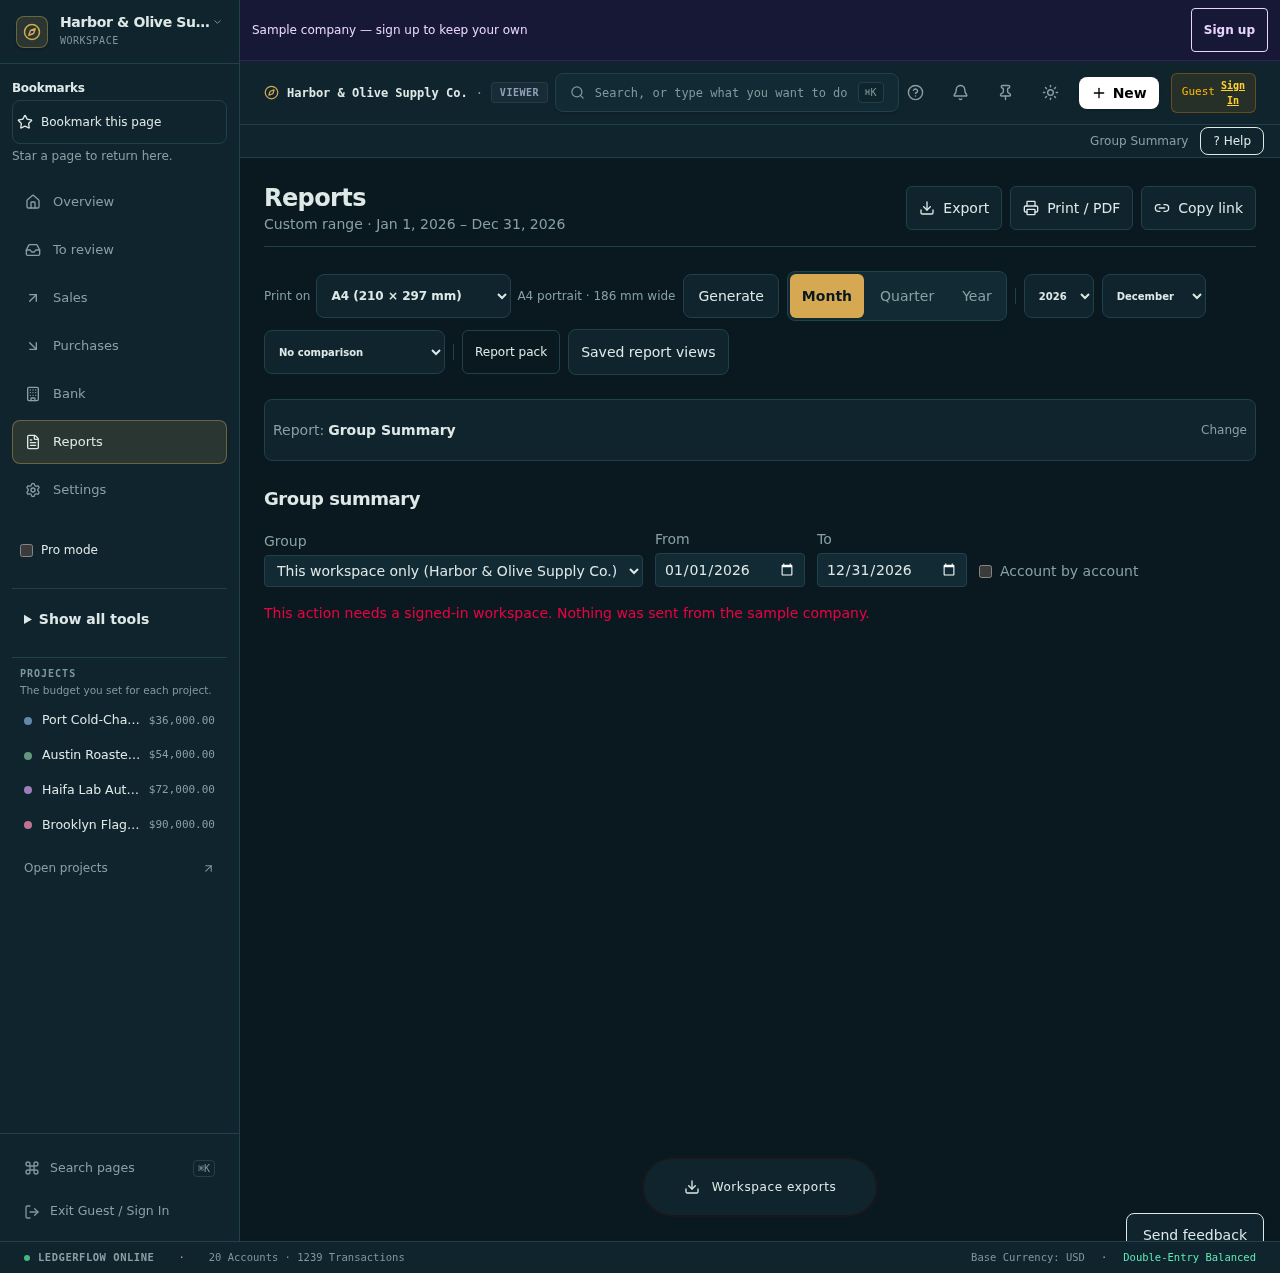 Harbor & Olive Su...
WORKSPACE
Bookmarks
Bookmark this page
Star a page to return here.
Overview
To review
Sales
Purchases
Bank
Reports
Settings
Pro mode
Show all tools
PROJECTS
The budget you set for each project.
Port Cold-Cha... $36,000.00
Austin Roaste... $54,000.00
Haifa Lab Aut... $72,000.00
Brooklyn Flag... $90,000.00
Open projects
Search pages ⌘K
Exit Guest / Sign In
Sample company — sign up to keep your own
Sign up
Harbor & Olive Supply Co. · VIEWER
Search, or type what you want to do ⌘K
New
Guest Sign In
Group Summary
? Help
Reports
Custom range · Jan 1, 2026 – Dec 31, 2026
Export
Print / PDF
Copy link
Print on A4 (210 × 297 mm) A4 portrait · 186 mm wide Generate Month Quarter Year 2026 December
No comparison Report pack Saved report views
Report: Group Summary Change
Group summary
Group From To
This workspace only (Harbor & Olive Supply Co.) 01/01/2026 12/31/2026 Account by account
This action needs a signed-in workspace. Nothing was sent from the sample company.
Workspace exports
Send feedback
LEDGERFLOW ONLINE · 20 Accounts · 1239 Transactions
Base Currency: USD · Double-Entry Balanced